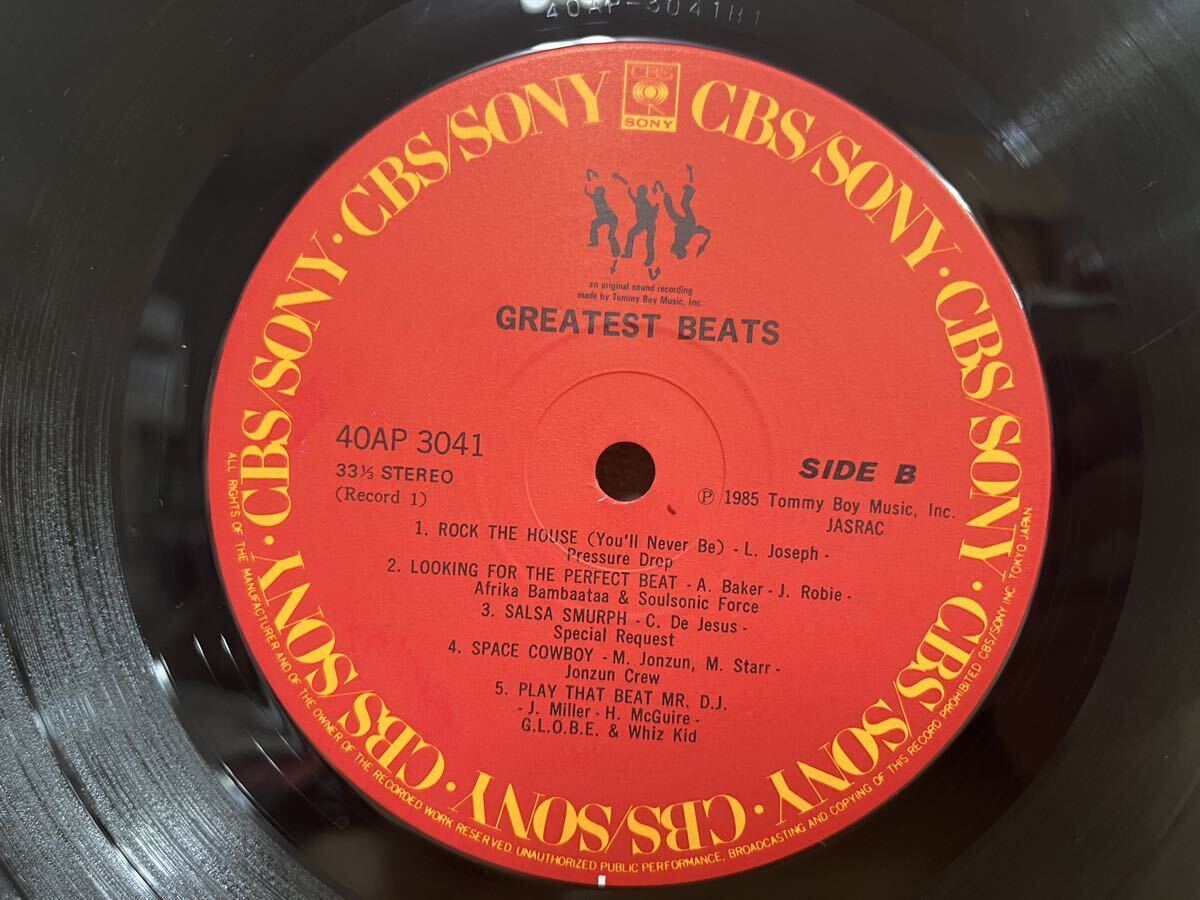 40AP-3041B1
CBS
SONY
CBS/SONY · CBS/SONY · CBS/SONY · CBS/SONY · CBS/SONY · CBS/SONY · CBS/SONY · CBS/SONY · CBS/SONY
an original sound recording
made by Tommy Boy Music, Inc.
GREATEST BEATS
40AP 3041
33⅓ STEREO
(Record 1)
SIDE B
Ⓟ 1985 Tommy Boy Music, Inc.
JASRAC
1. ROCK THE HOUSE (You'll Never Be) - L. Joseph -
Pressure Drop
2. LOOKING FOR THE PERFECT BEAT - A. Baker - J. Robie -
Afrika Bambaataa & Soulsonic Force
3. SALSA SMURPH - C. De Jesus -
Special Request
4. SPACE COWBOY - M. Jonzun, M. Starr -
Jonzun Crew
5. PLAY THAT BEAT MR. D.J.
- J. Miller - H. McGuire -
G.L.O.B.E. & Whiz Kid
ALL RIGHTS OF THE MANUFACTURER AND OF THE OWNER OF THE RECORDED WORK RESERVED. UNAUTHORIZED PUBLIC PERFORMANCE, BROADCASTING AND COPYING OF THIS RECORD PROHIBITED CBS/SONY INC. TOKYO JAPAN.